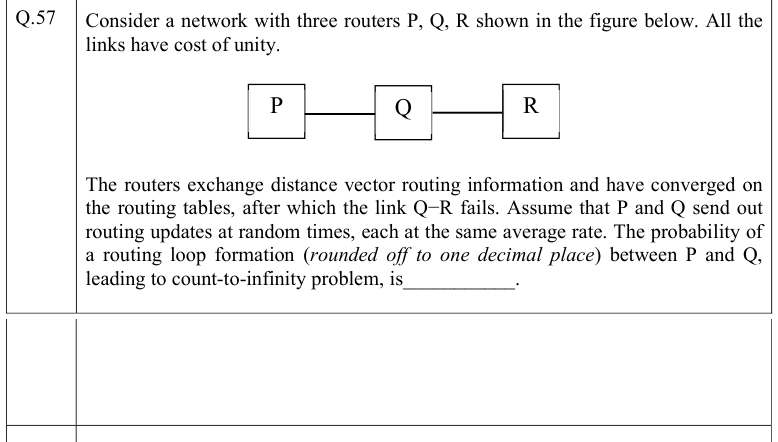 Q.57
Consider a network with three routers P, Q, R shown in the figure below. All the
links have cost of unity.
P
Q
R
The routers exchange distance vector routing information and have converged on
the routing tables, after which the link Q−R fails. Assume that P and Q send out
routing updates at random times, each at the same average rate. The probability of
a routing loop formation (rounded off to one decimal place) between P and Q,
leading to count-to-infinity problem, is___________.